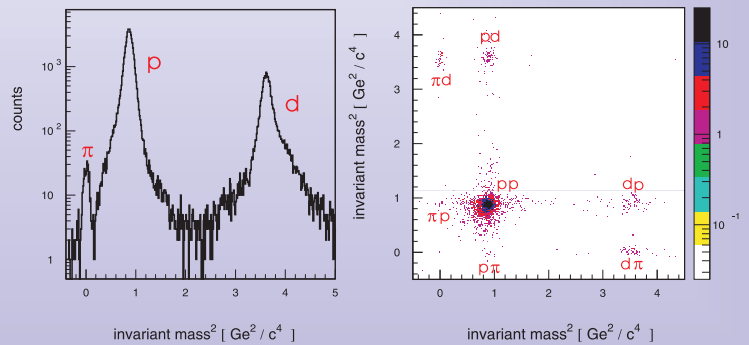 counts
10³
10²
10
1
π
p
d
0
1
2
3
4
5
invariant mass² [ Ge² / c⁴ ]
invariant mass² [ Ge² / c⁴ ]
4
3
2
1
0
pd
πd
pp
dp
πp
pπ
dπ
0
1
2
3
4
invariant mass² [ Ge² / c⁴ ]
10
1
10⁻¹